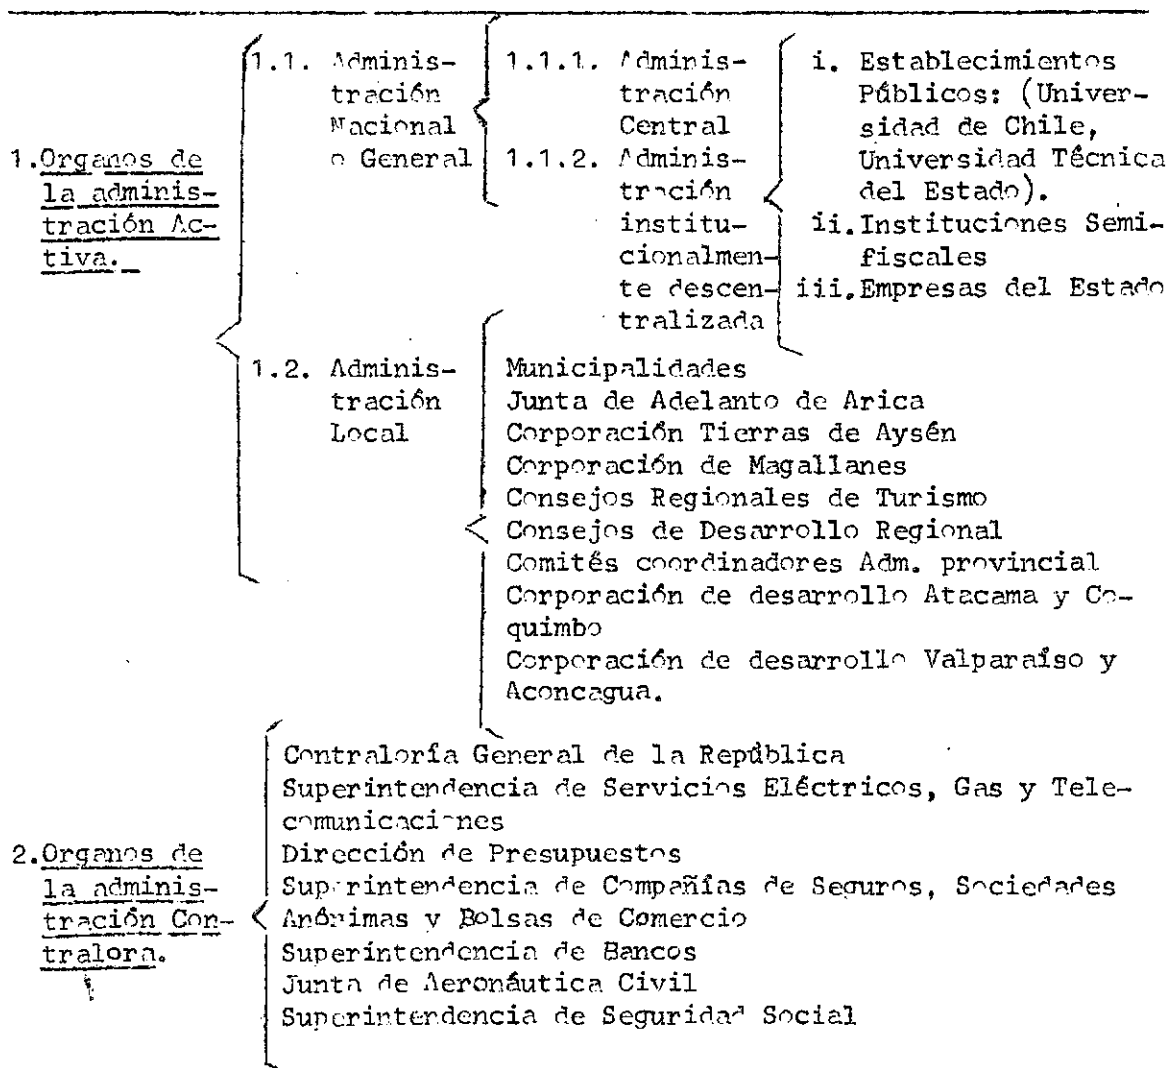 1.Organos de
la adminis-
tración Ac-
tiva.
1.1. Adminis-
tración
Nacional
o General
1.1.1. Adminis-
tración
Central
1.1.2. Adminis-
tración
institu-
cionalmen-
te descen-
tralizada
i. Establecimientos
Públicos: (Univer-
sidad de Chile,
Universidad Técnica
del Estado).
ii. Instituciones Semi-
fiscales
iii. Empresas del Estado
1.2. Adminis-
tración
Local
Municipalidades
Junta de Adelanto de Arica
Corporación Tierras de Aysén
Corporación de Magallanes
Consejos Regionales de Turismo
Consejos de Desarrollo Regional
Comités coordinadores Adm. provincial
Corporación de desarrollo Atacama y Co-
quimbo
Corporación de desarrollo Valparaíso y
Aconcagua.
2.Organos de
la adminis-
tración Con-
tralora.
Contraloría General de la República
Superintendencia de Servicios Eléctricos, Gas y Tele-
comunicaciones
Dirección de Presupuestos
Superintendencia de Compañías de Seguros, Sociedades
Anónimas y Bolsas de Comercio
Superintendencia de Bancos
Junta de Aeronáutica Civil
Superintendencia de Seguridad Social